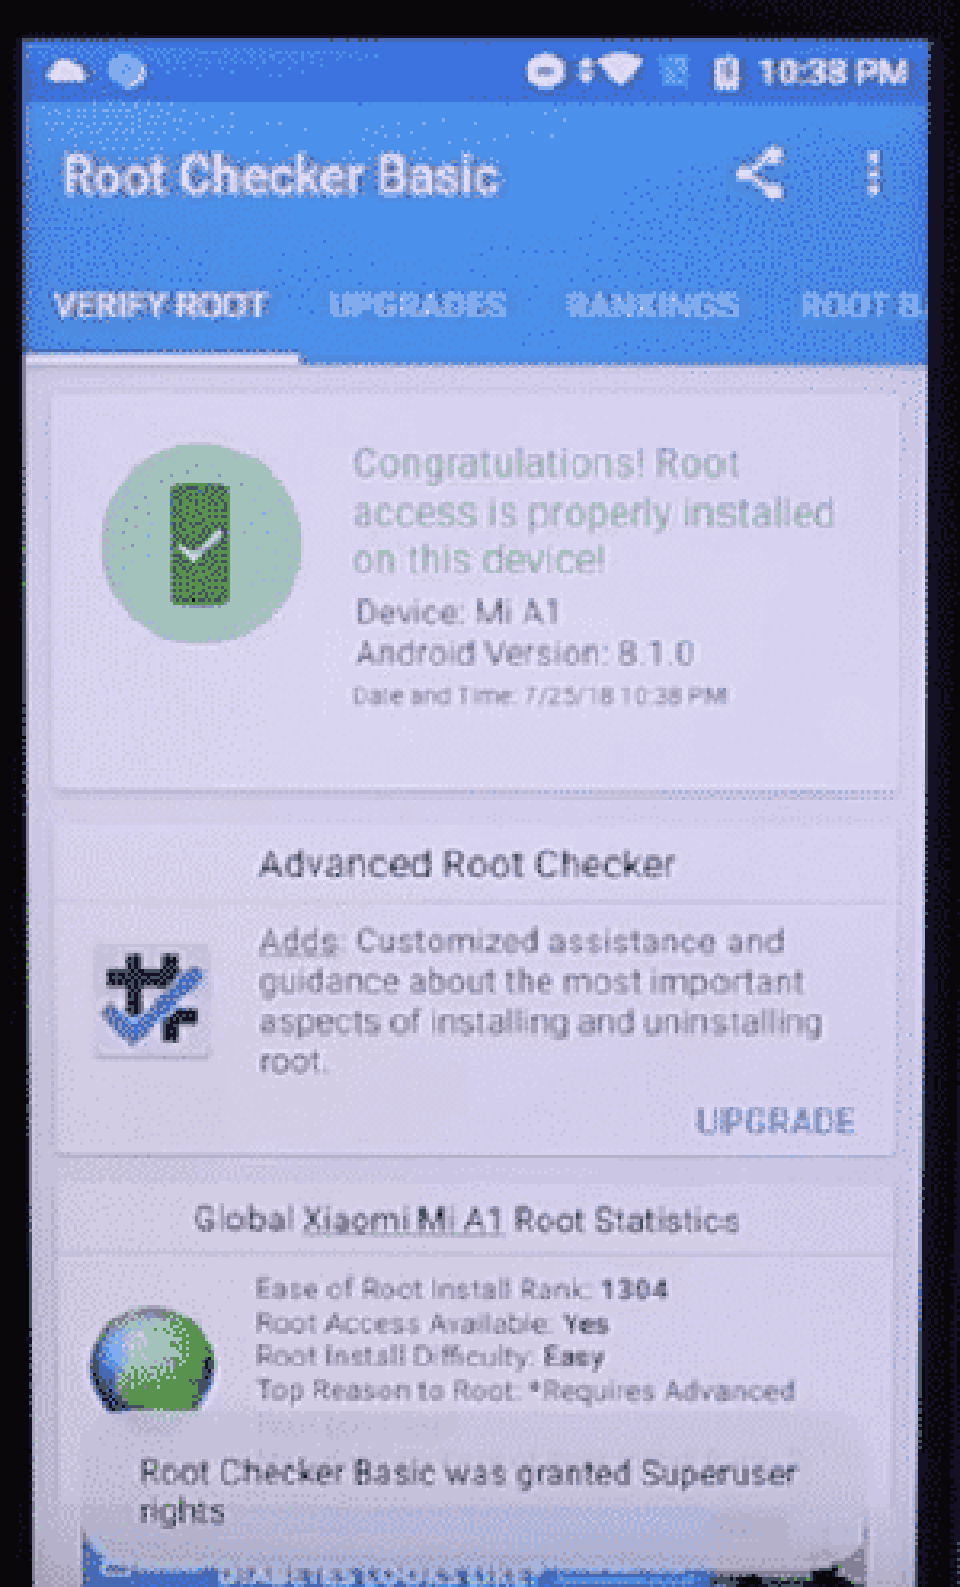 10:38 PM
Root Checker Basic
VERIFY ROOT UPGRADES RANKINGS ROOT
Congratulations! Root
access is properly installed
on this device!
Device: Mi A1
Android Version: 8.1.0
Date and Time: 7/25/18 10:38 PM
Advanced Root Checker
Adds: Customized assistance and
guidance about the most important
aspects of installing and uninstalling
root.
UPGRADE
Global Xiaomi Mi A1 Root Statistics
Ease of Root Install Rank: 1304
Root Access Available: Yes
Root Install Difficulty: Easy
Top Reason to Root: *Requires Advanced
Root Checker Basic was granted Superuser
rights